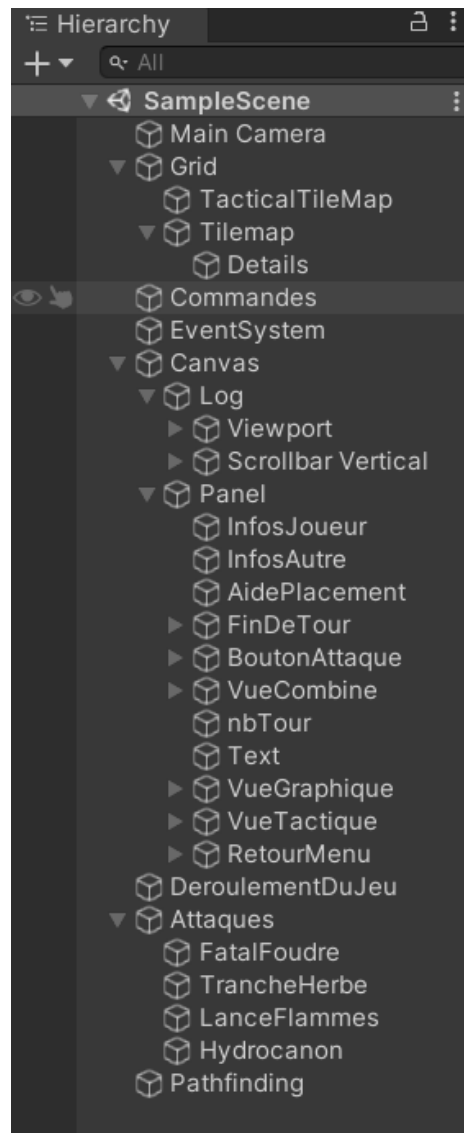 Hierarchy
All
SampleScene
Main Camera
Grid
TacticalTileMap
Tilemap
Details
Commandes
EventSystem
Canvas
Log
Viewport
Scrollbar Vertical
Panel
InfosJoueur
InfosAutre
AidePlacement
FinDeTour
BoutonAttaque
VueCombine
nbTour
Text
VueGraphique
VueTactique
RetourMenu
DeroulementDuJeu
Attaques
FatalFoudre
TrancheHerbe
LanceFlammes
Hydrocanon
Pathfinding